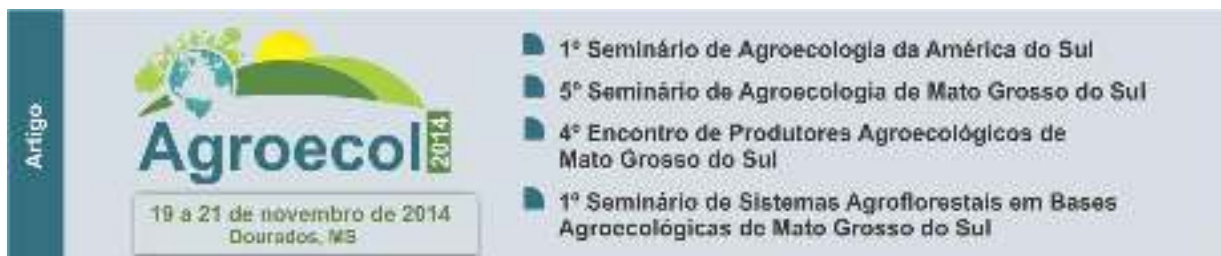 Artigo
Agroecol 2014
19 a 21 de novembro de 2014
Dourados, MS
1º Seminário de Agroecologia da América do Sul
5º Seminário de Agroecologia de Mato Grosso do Sul
4º Encontro de Produtores Agroecológicos de
Mato Grosso do Sul
1º Seminário de Sistemas Agroflorestais em Bases
Agroecológicas de Mato Grosso do Sul